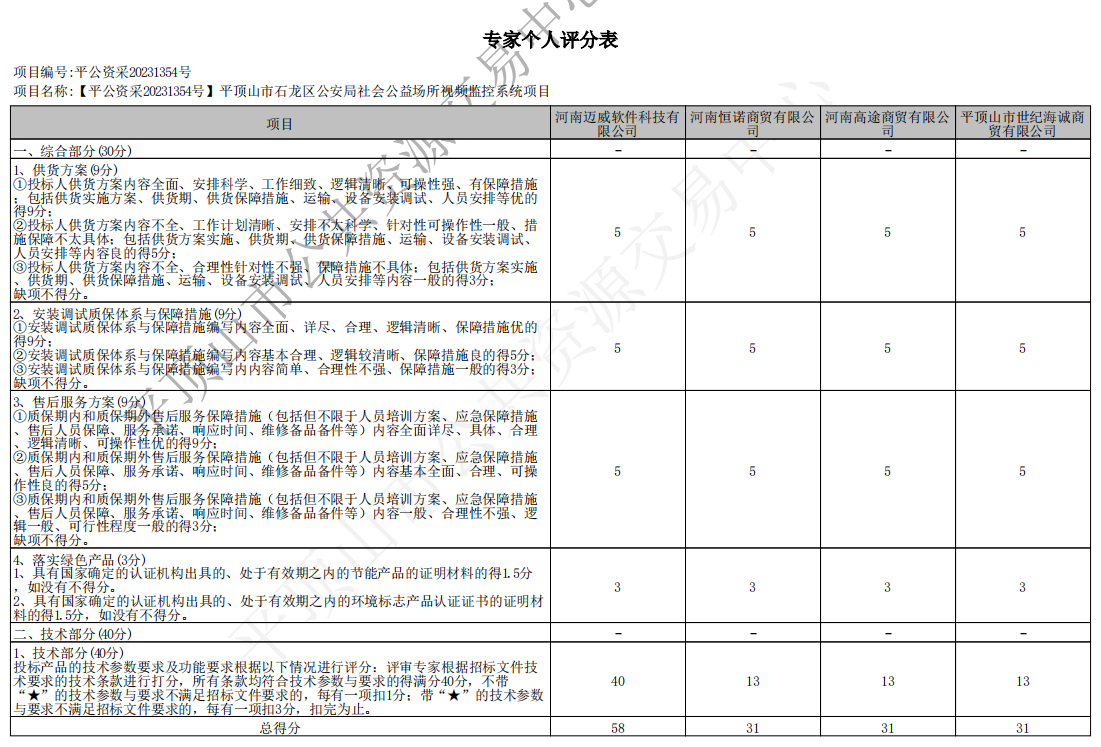 专家个人评分表
项目编号:平公资采20231354号
项目名称:【平公资采20231354号】平顶山市石龙区公安局社会公益场所视频监控系统项目
项目
河南迈威软件科技有
限公司
河南恒诺商贸有限公
司
河南高途商贸有限公
司
平顶山市世纪海诚商
贸有限公司
一、综合部分(30分)
-
-
-
-
1、供货方案(9分)
①投标人供货方案内容全面、安排科学、工作细致、逻辑清晰、可操性强、有保障措施
；包括供货实施方案、供货期、供货保障措施、运输、设备安装调试、人员安排等优的
得9分；
②投标人供货方案内容不全、工作计划清晰、安排不太科学、针对性可操作性一般、措
施保障不太具体；包括供货方案实施、供货期、供货保障措施、运输、设备安装调试、
人员安排等内容良的得5分；
③投标人供货方案内容不全、合理性针对性不强、保障措施不具体；包括供货方案实施
、供货期、供货保障措施、运输、设备安装调试、人员安排等内容一般的得3分；
缺项不得分。
5
5
5
5
2、安装调试质保体系与保障措施(9分)
①安装调试质保体系与保障措施编写内容全面、详尽、合理、逻辑清晰、保障措施优的
得9分；
②安装调试质保体系与保障措施编写内容基本合理、逻辑较清晰、保障措施良的得5分；
③安装调试质保体系与保障措施编写内内容简单、合理性不强、保障措施一般的得3分；
缺项不得分。
5
5
5
5
3、售后服务方案(9分)
①质保期内和质保期外售后服务保障措施（包括但不限于人员培训方案、应急保障措施
、售后人员保障、服务承诺、响应时间、维修备品备件等）内容全面详尽、具体、合理
、逻辑清晰、可操作性优的得9分；
②质保期内和质保期外售后服务保障措施（包括但不限于人员培训方案、应急保障措施
、售后人员保障、服务承诺、响应时间、维修备品备件等）内容基本全面、合理、可操
作性良的得5分；
③质保期内和质保期外售后服务保障措施（包括但不限于人员培训方案、应急保障措施
、售后人员保障、服务承诺、响应时间、维修备品备件等）内容一般、合理性不强、逻
辑一般、可行性程度一般的得3分；
缺项不得分。
5
5
5
5
4、落实绿色产品(3分)
1、具有国家确定的认证机构出具的、处于有效期之内的节能产品的证明材料的得1.5分
，如没有不得分。
2、具有国家确定的认证机构出具的、处于有效期之内的环境标志产品认证证书的证明材
料的得1.5分，如没有不得分。
3
3
3
3
二、技术部分(40分)
-
-
-
-
1、技术部分(40分)
投标产品的技术参数要求及功能要求根据以下情况进行评分：评审专家根据招标文件技
术要求的技术条款进行打分，所有条款均符合技术参数与要求的得满分40分，不带
“★”的技术参数与要求不满足招标文件要求的，每有一项扣1分；带“★”的技术参数
与要求不满足招标文件要求的，每有一项扣3分，扣完为止。
40
13
13
13
总得分
58
31
31
31
平顶山市公共资源交易中心
平顶山市公共资源交易中心